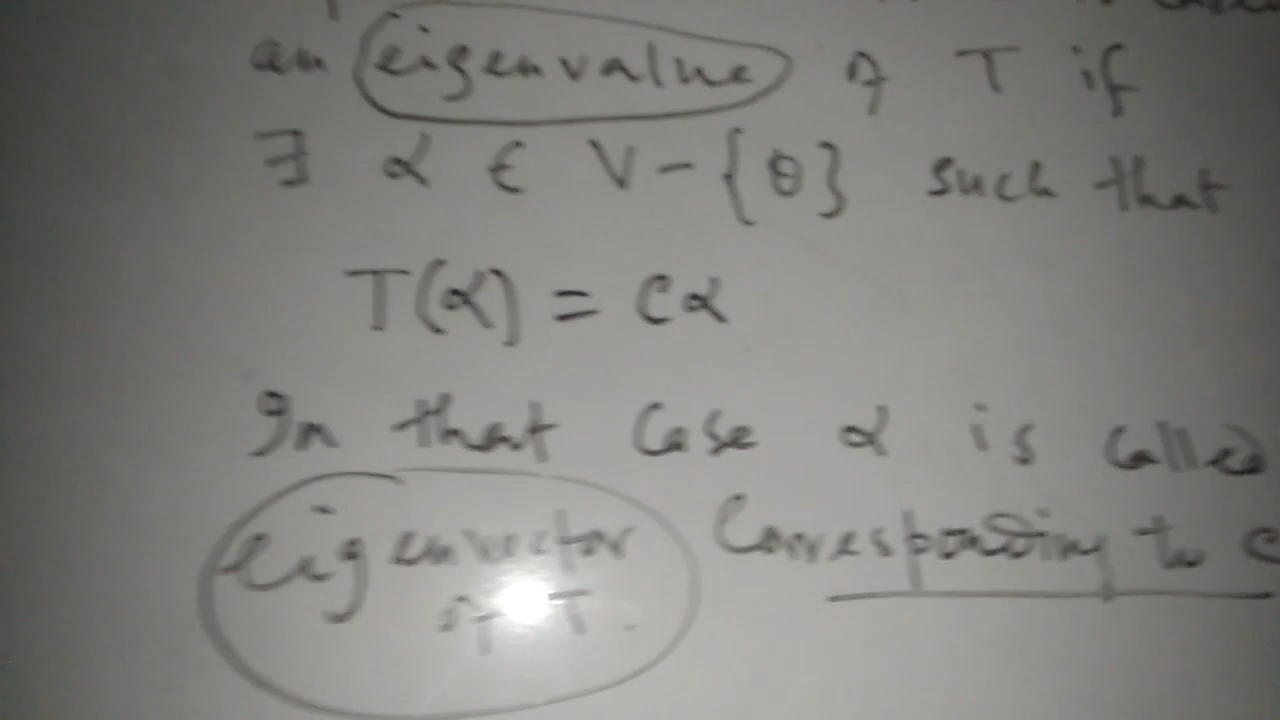 an eigenvalue of T if
∃ α ∈ V - {θ} such that
T(α) = cα
In that case α is called
eigenvector corresponding to c
of T.